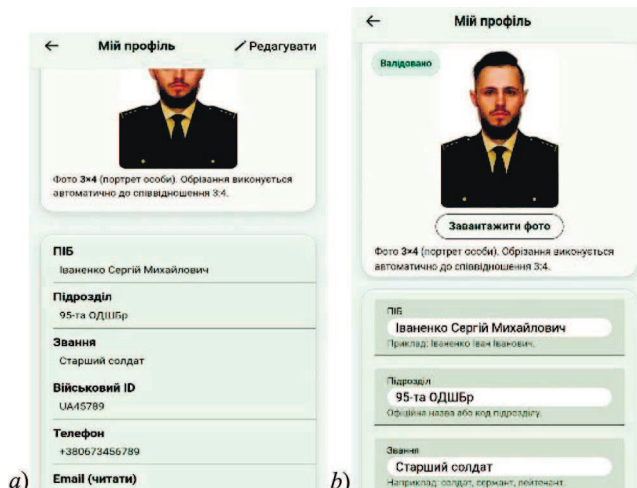 Мій профіль
Редагувати
Фото 3×4 (портрет особи). Обрізання виконується
автоматично до співвідношення 3:4.
ПІБ
Іваненко Сергій Михайлович
Підрозділ
95-та ОДШБр
Звання
Старший солдат
Військовий ID
UA45789
Телефон
+380673456789
Email (читати)
a)
Мій профіль
Валідовано
Завантажити фото
Фото 3×4 (портрет особи). Обрізання виконується
автоматично до співвідношення 3:4.
ПІБ
Іваненко Сергій Михайлович
Приклад: Іваненко Іван Іванович.
Підрозділ
95-та ОДШБр
Офіційна назва або код підрозділу.
Звання
Старший солдат
Наприклад: солдат, сержант, лейтенант.
b)